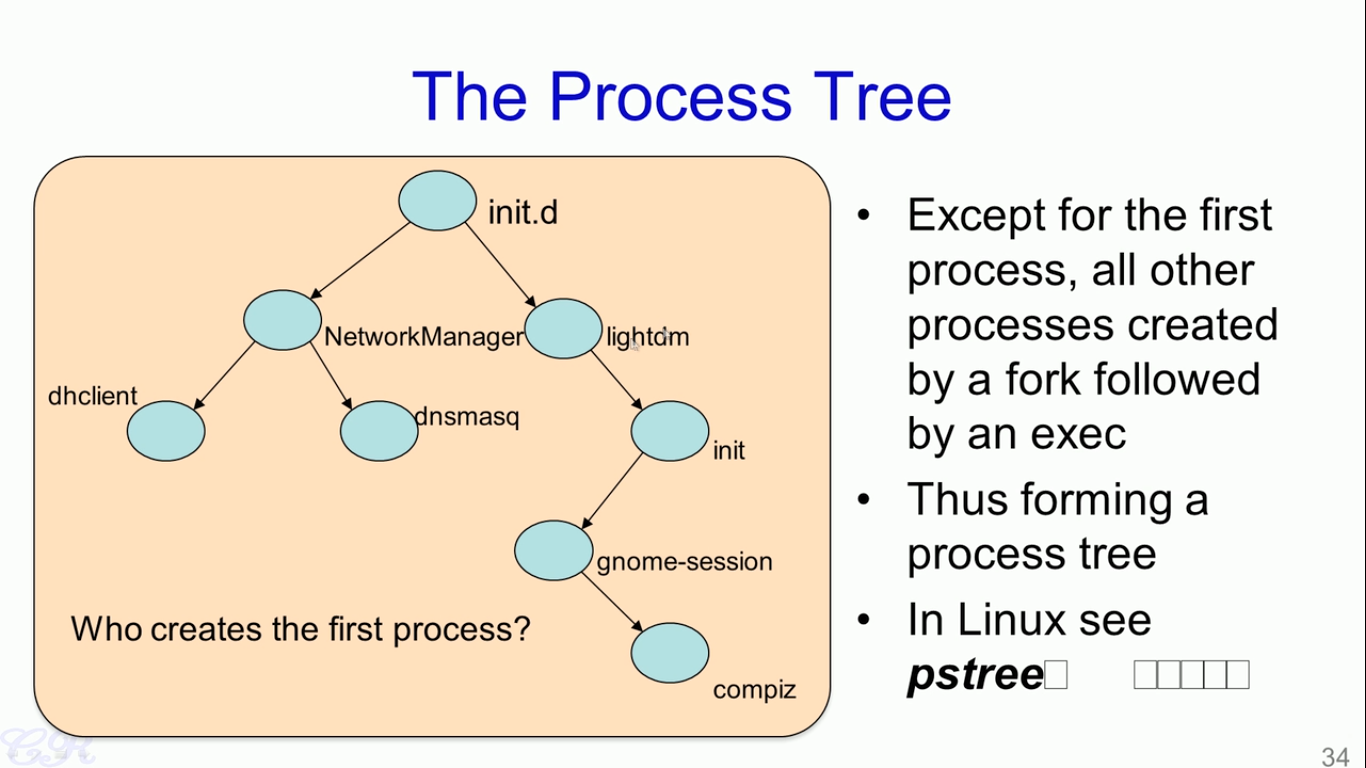 The Process Tree
init.d
NetworkManager
lightdm
dhclient
dnsmasq
init
gnome-session
Who creates the first process?
compiz
• Except for the first
process, all other
processes created
by a fork followed
by an exec
• Thus forming a
process tree
• In Linux see
pstree□ □□□□□
34